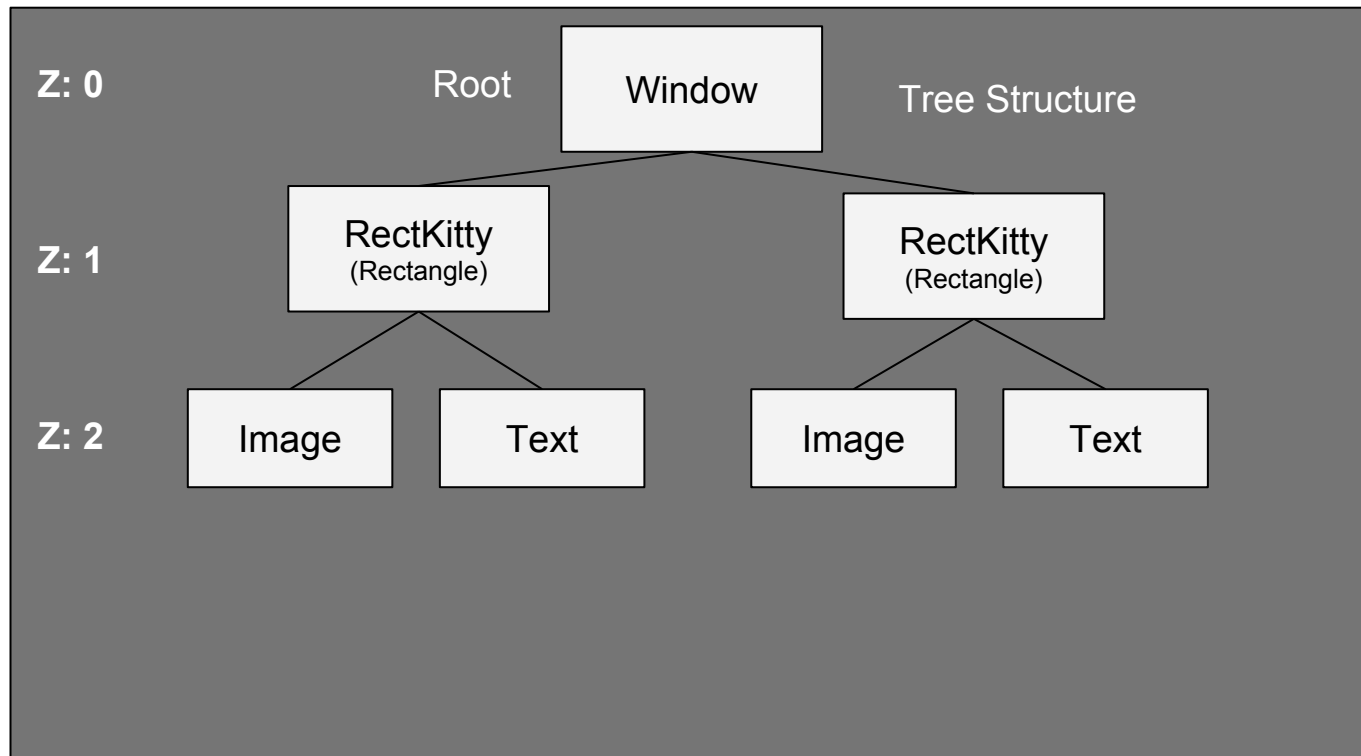 Z: 0
Root
Window
Tree Structure
Z: 1
RectKitty
(Rectangle)
RectKitty
(Rectangle)
Z: 2
Image
Text
Image
Text